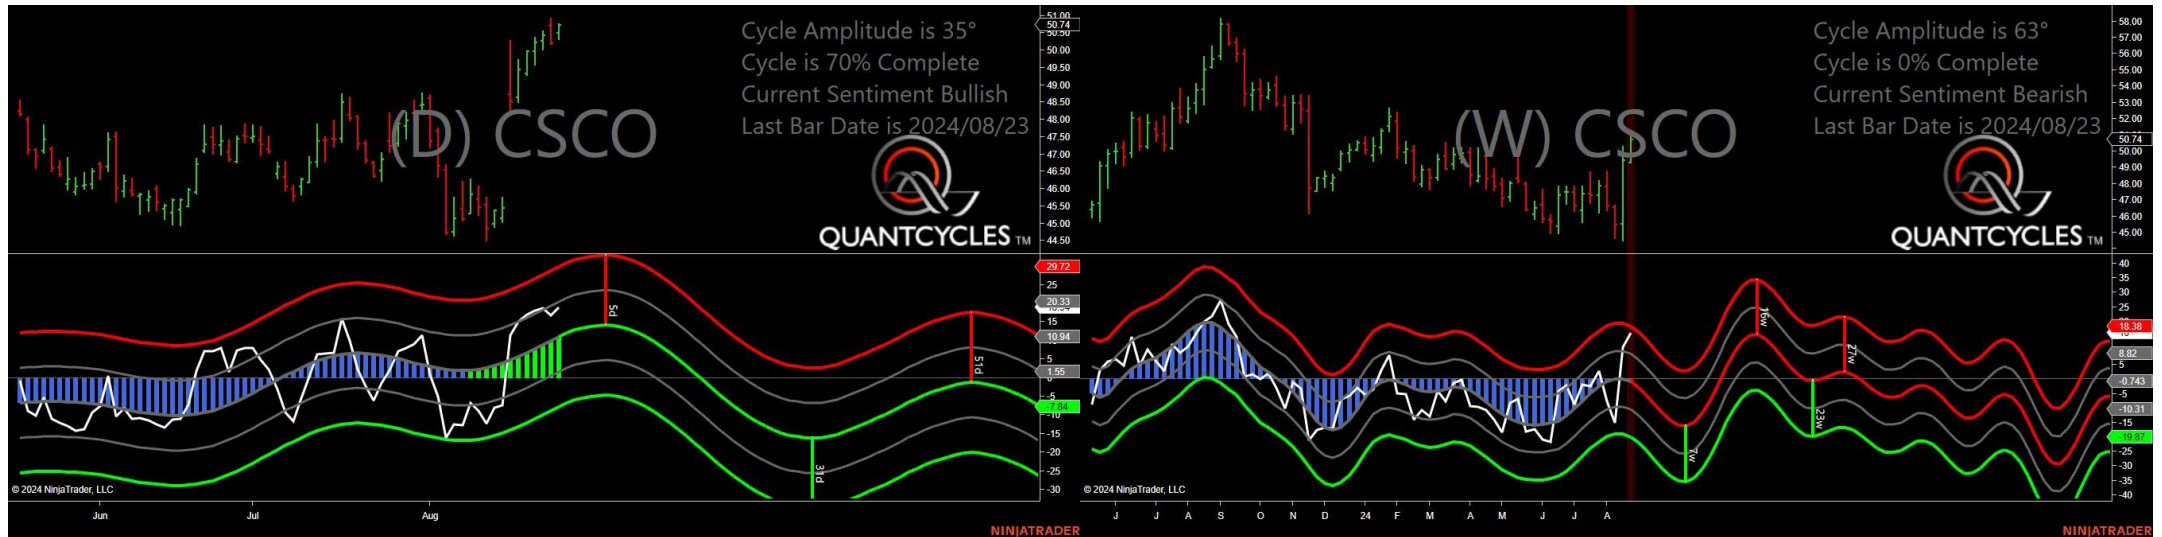 Cycle Amplitude is 35°
Cycle is 70% Complete
Current Sentiment Bullish
Last Bar Date is 2024/08/23
(D) CSCO
QUANTCYCLES TM
51.00
50.74
50.50
50.00
49.50
49.00
48.50
48.00
47.50
47.00
46.50
46.00
45.50
45.00
44.50
29.72
25
20.33
15
10.94
5
1.55
-5
-7.84
-10
-15
-20
-25
-30
5d
31d
51d
© 2024 NinjaTrader, LLC
Jun Jul Aug
NINJATRADER
Cycle Amplitude is 63°
Cycle is 0% Complete
Current Sentiment Bearish
Last Bar Date is 2024/08/23
(W) CSCO
QUANTCYCLES TM
58.00
57.00
56.00
55.00
54.00
53.00
52.00
50.74
50.00
49.00
48.00
47.00
46.00
45.00
40
35
30
25
18.38
8.82
5
-0.743
-5
-10.31
-15
-19.87
-25
-30
-35
-40
7w
16w
23w
27w
© 2024 NinjaTrader, LLC
J J A S O N D 24 F M A M J J A
NINJATRADER